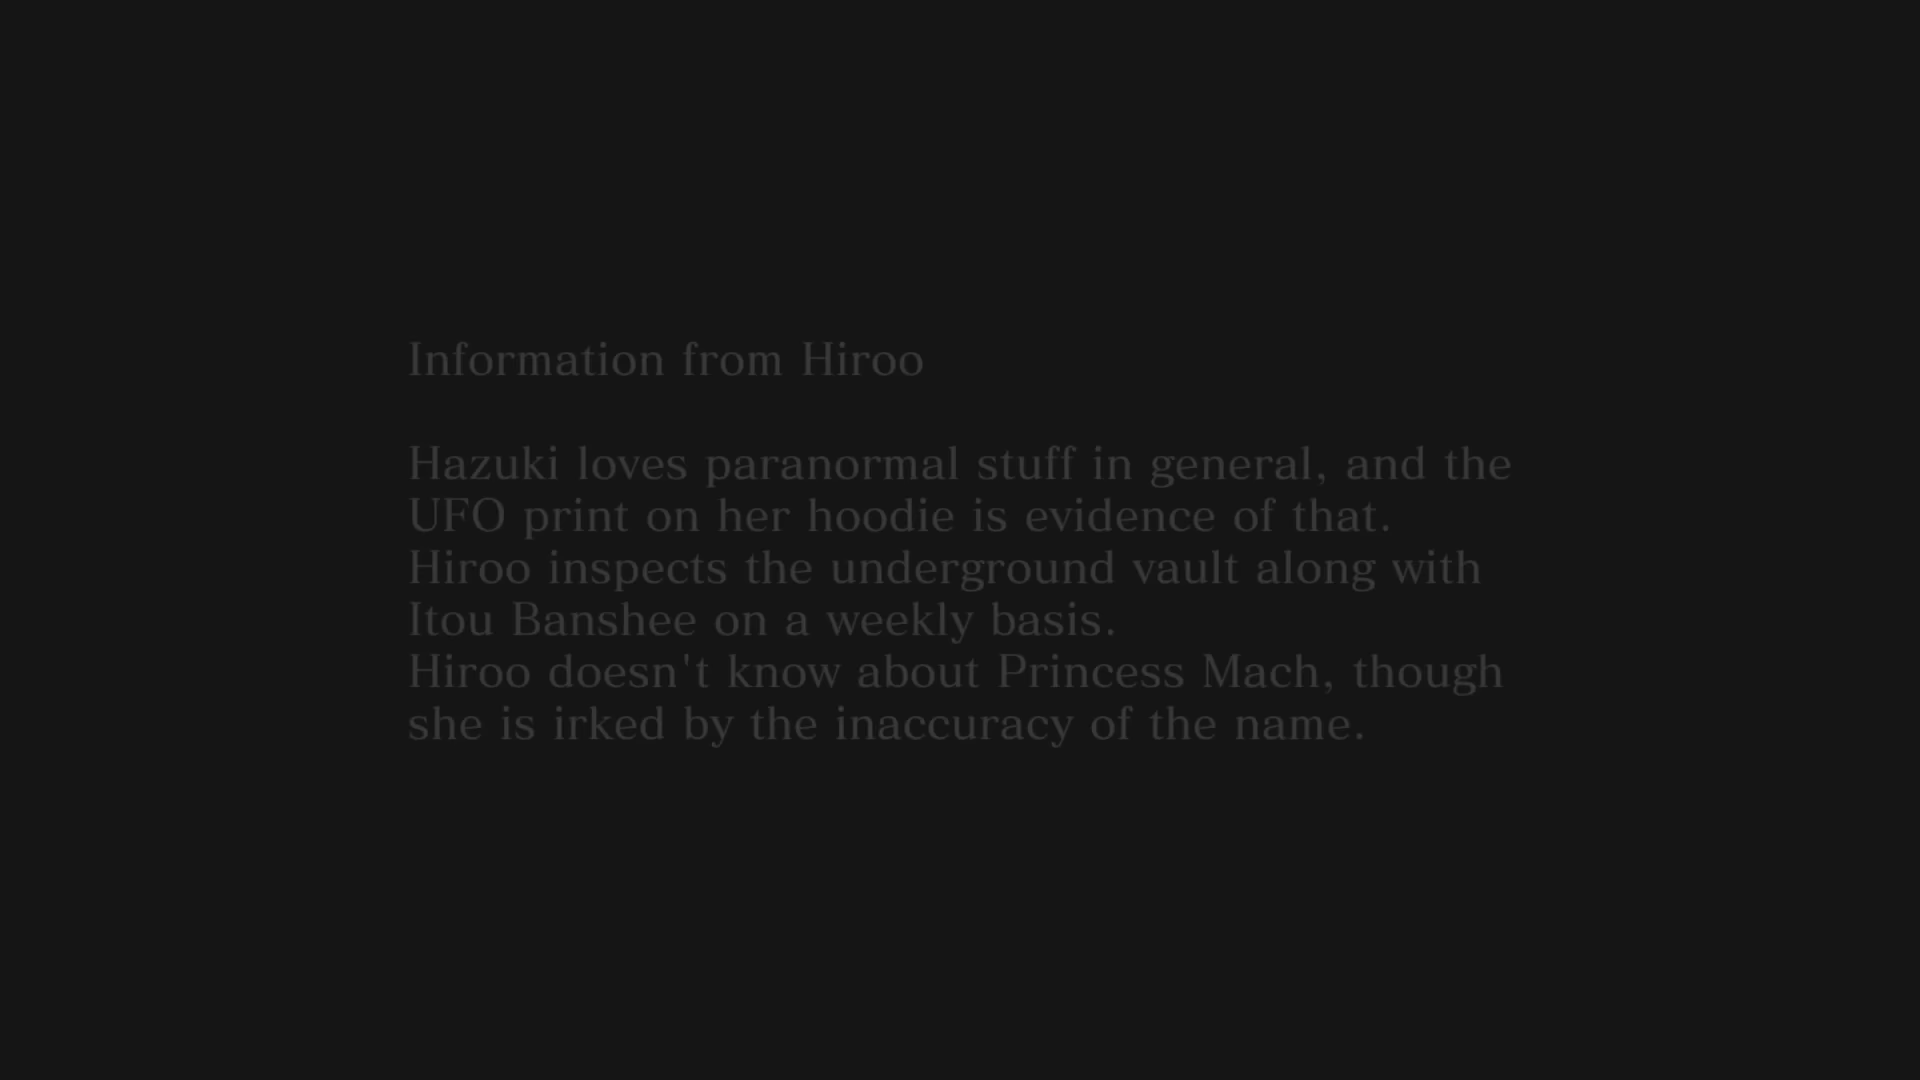 Information from Hiroo
Hazuki loves paranormal stuff in general, and the
UFO print on her hoodie is evidence of that.
Hiroo inspects the underground vault along with
Itou Banshee on a weekly basis.
Hiroo doesn't know about Princess Mach, though
she is irked by the inaccuracy of the name.